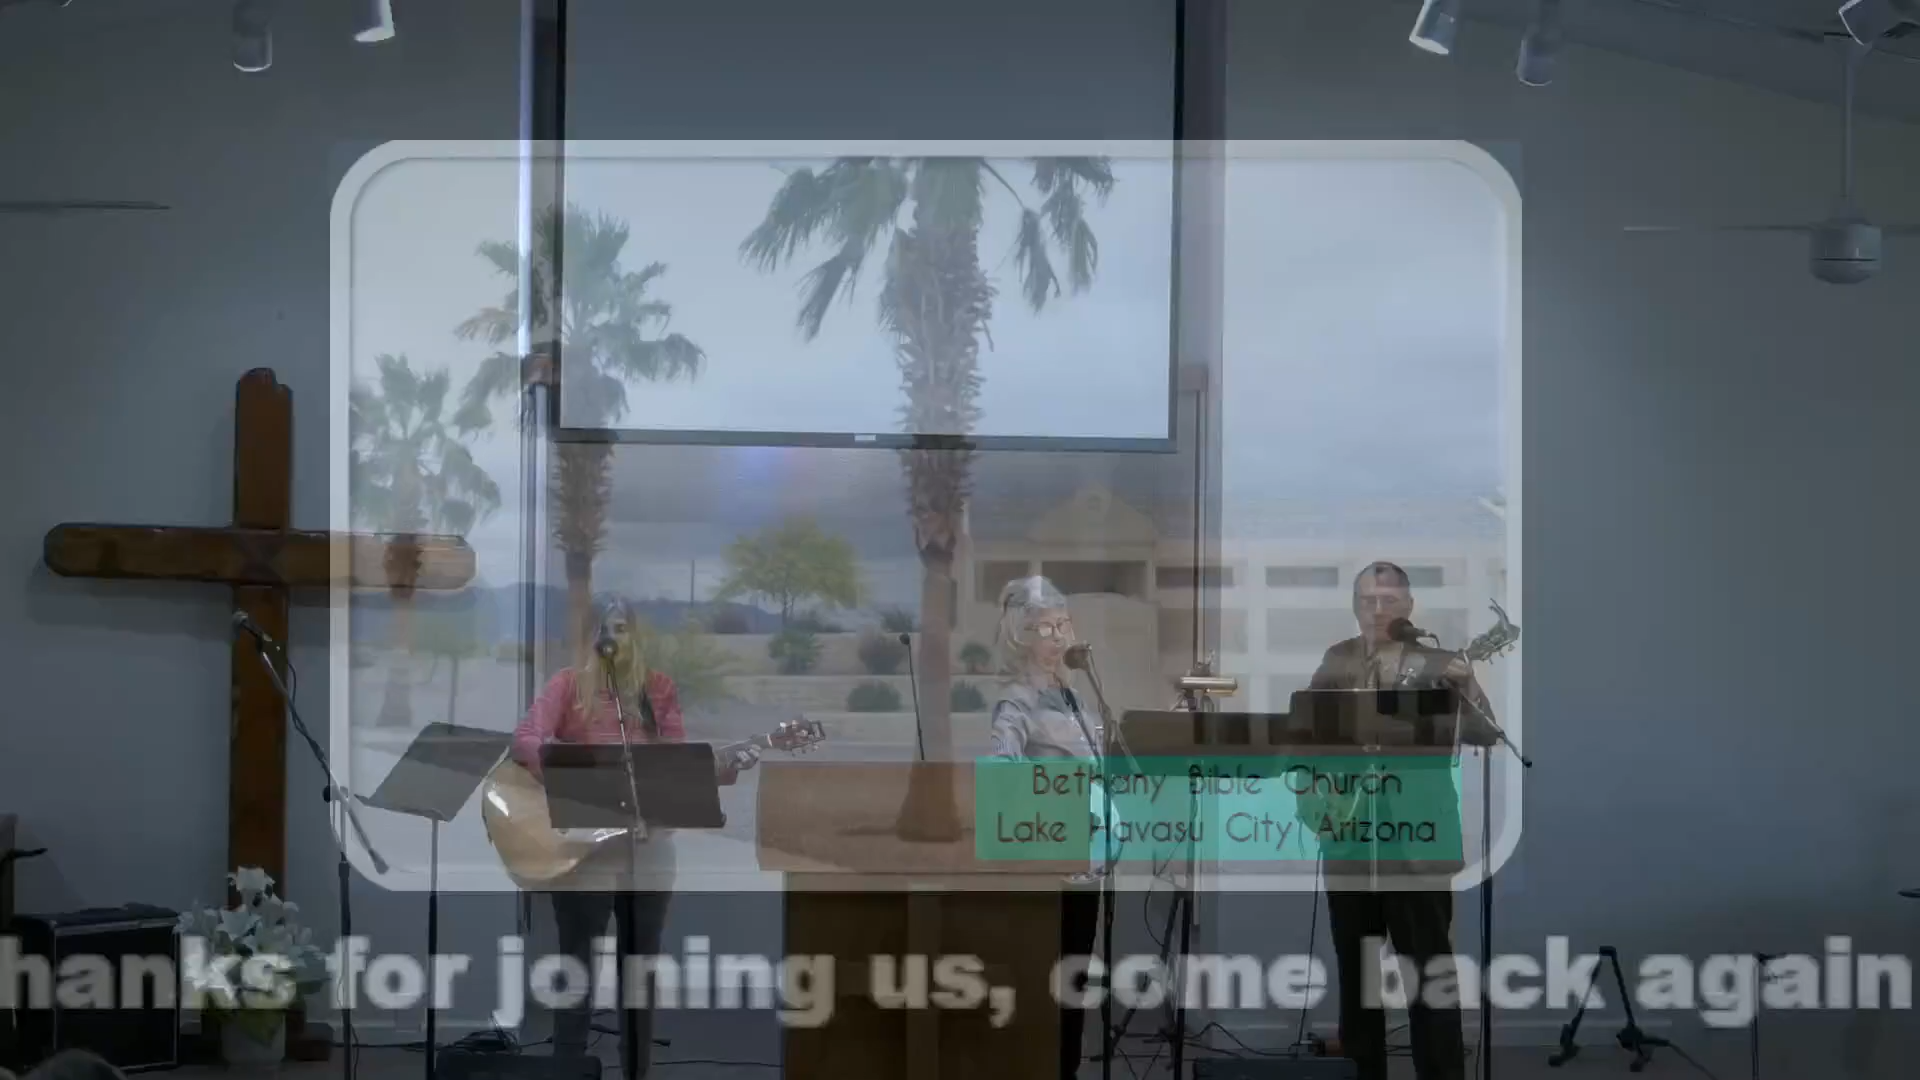 Bethany Bible Church
Lake Havasu City, Arizona
hanks for joining us, come back again